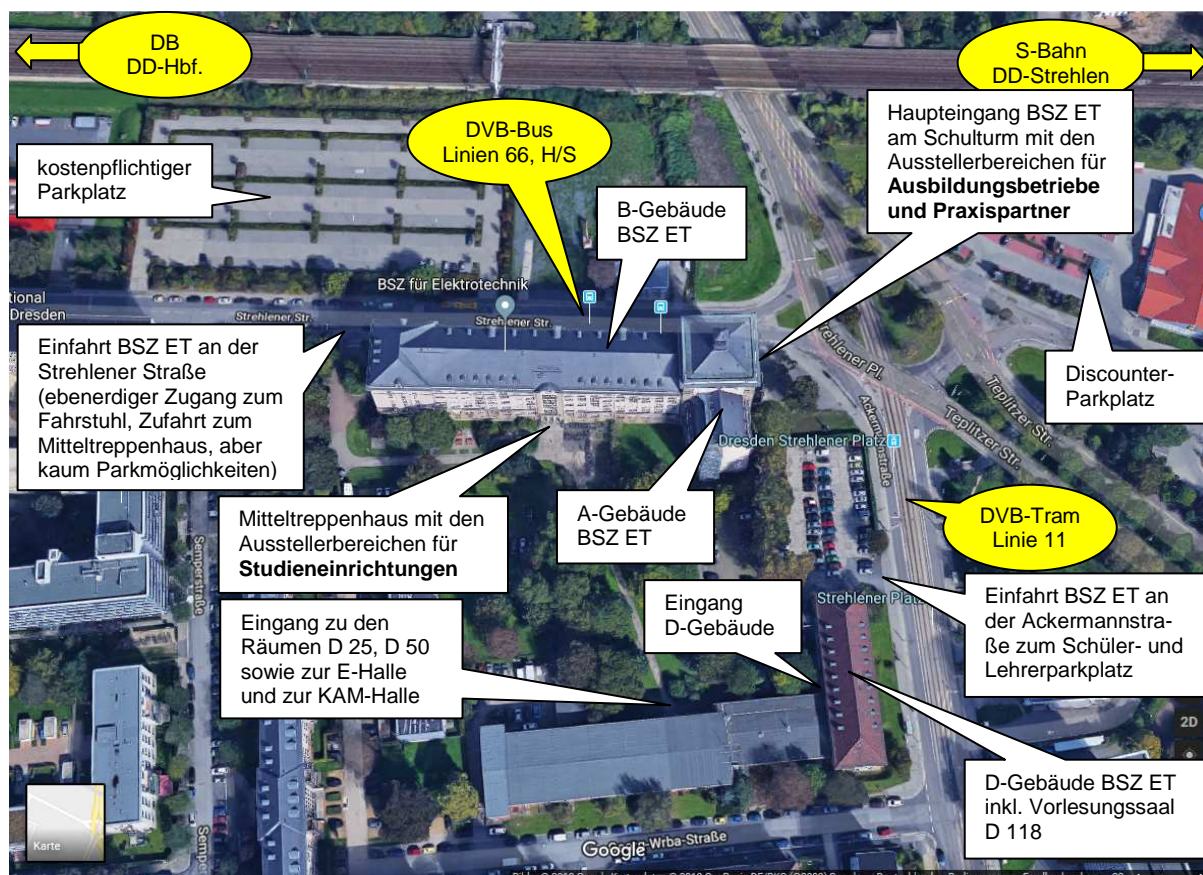 DB
DD-Hbf.
S-Bahn
DD-Strehlen
DVB-Bus
Linien 66, H/S
Haupteingang BSZ ET
am Schulturm mit den
Ausstellerbereichen für
Ausbildungsbetriebe
und Praxispartner
kostenpflichtiger
Parkplatz
B-Gebäude
BSZ ET
BSZ für Elektrotechnik
tional
Dresden
Strehlener Str.
Strehlener Str.
Einfahrt BSZ ET an der
Strehlener Straße
(ebenerdiger Zugang zum
Fahrstuhl, Zufahrt zum
Mitteltreppenhaus, aber
kaum Parkmöglichkeiten)
trehlener Pl.
Ackermannstraße
Teplitzer Str.
Teplitzer Str.
Discounter-
Parkplatz
Dresden Strehlener Platz
Mitteltreppenhaus mit den
Ausstellerbereichen für
Studieneinrichtungen
A-Gebäude
BSZ ET
DVB-Tram
Linie 11
Semperstraße
Eingang zu den
Räumen D 25, D 50
sowie zur E-Halle
und zur KAM-Halle
Eingang
D-Gebäude
Strehlener Platz
Einfahrt BSZ ET an
der Ackermannstra-
ße zum Schüler- und
Lehrerparkplatz
2D
D-Gebäude BSZ ET
inkl. Vorlesungssaal
D 118
Karte
Semper
Google
-Wrba-Straße